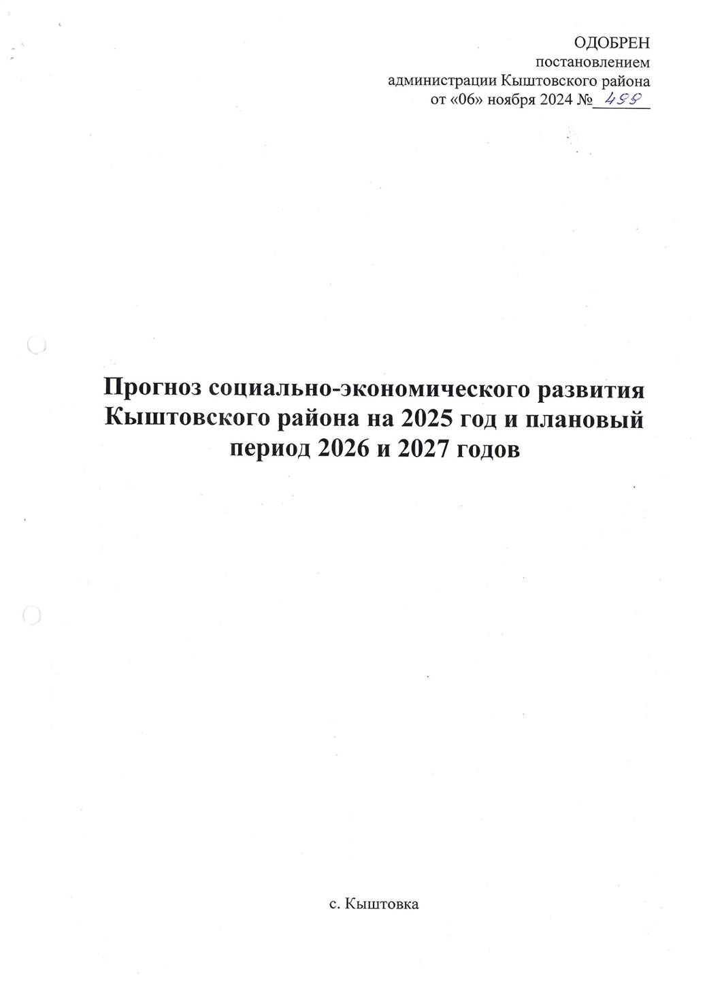 ОДОБРЕН
постановлением
администрации Кыштовского района
от «06» ноября 2024 № 499
Прогноз социально-экономического развития
Кыштовского района на 2025 год и плановый
период 2026 и 2027 годов
с. Кыштовка